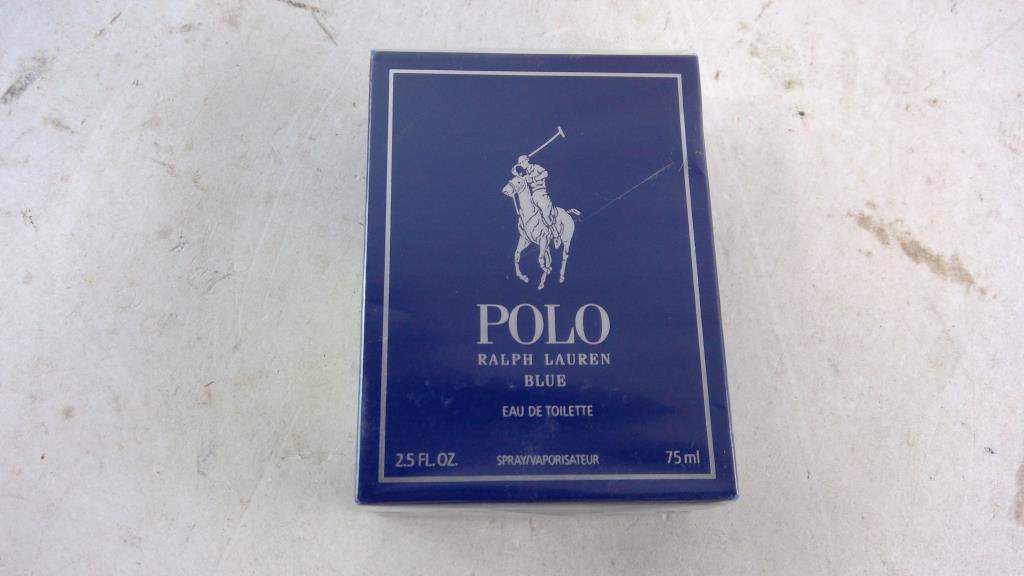 POLO
RALPH LAUREN
BLUE
EAU DE TOILETTE
2.5 FL. OZ. SPRAY/VAPORISATEUR 75 ml